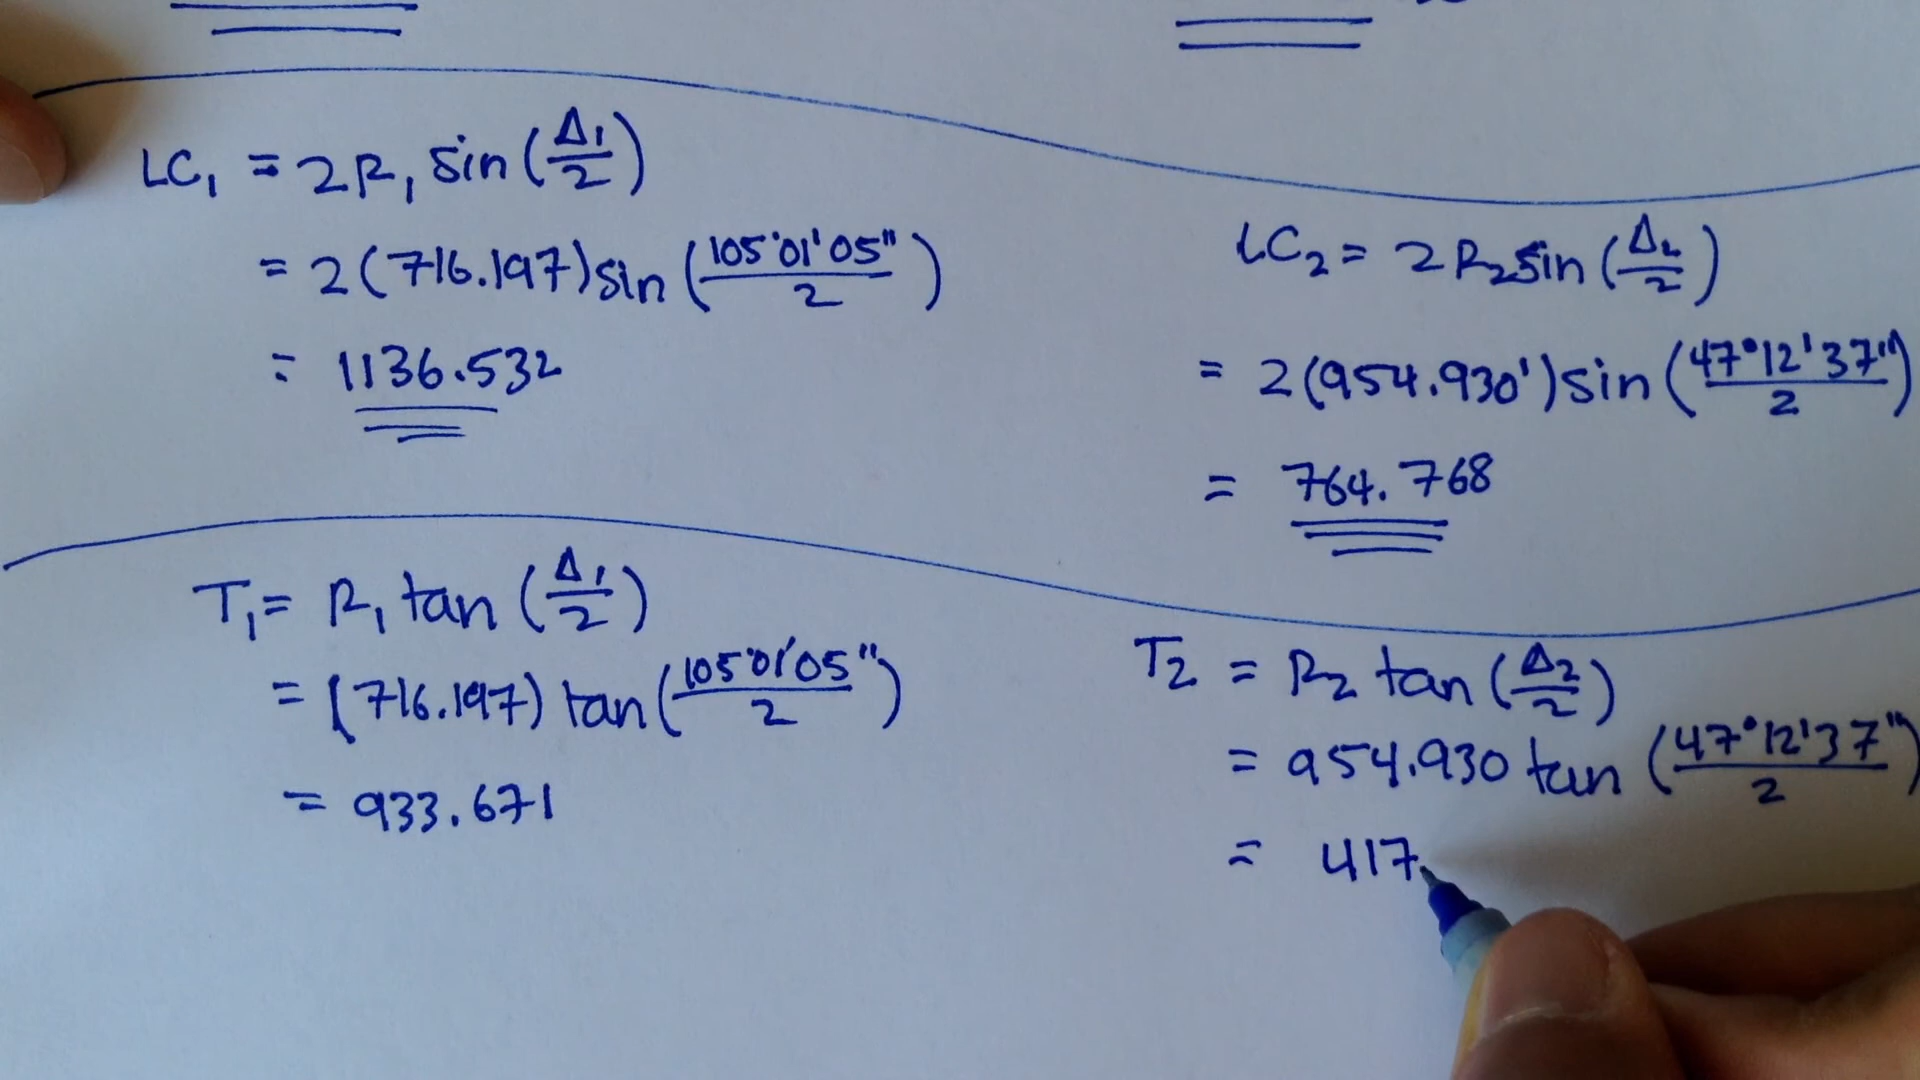 LC₁ = 2R₁ sin(Δ₁/2)
= 2(716.197)sin(105°01'05"/2)
= 1136.532
LC₂ = 2R₂sin(Δ₂/2)
= 2(954.930')sin(47°12'37"/2)
= 764.768
T₁ = R₁ tan(Δ₁/2)
= (716.197) tan(105°01'05"/2)
= 933.671
T₂ = R₂ tan(Δ₂/2)
= 954.930 tan(47°12'37"/2)
= 417.